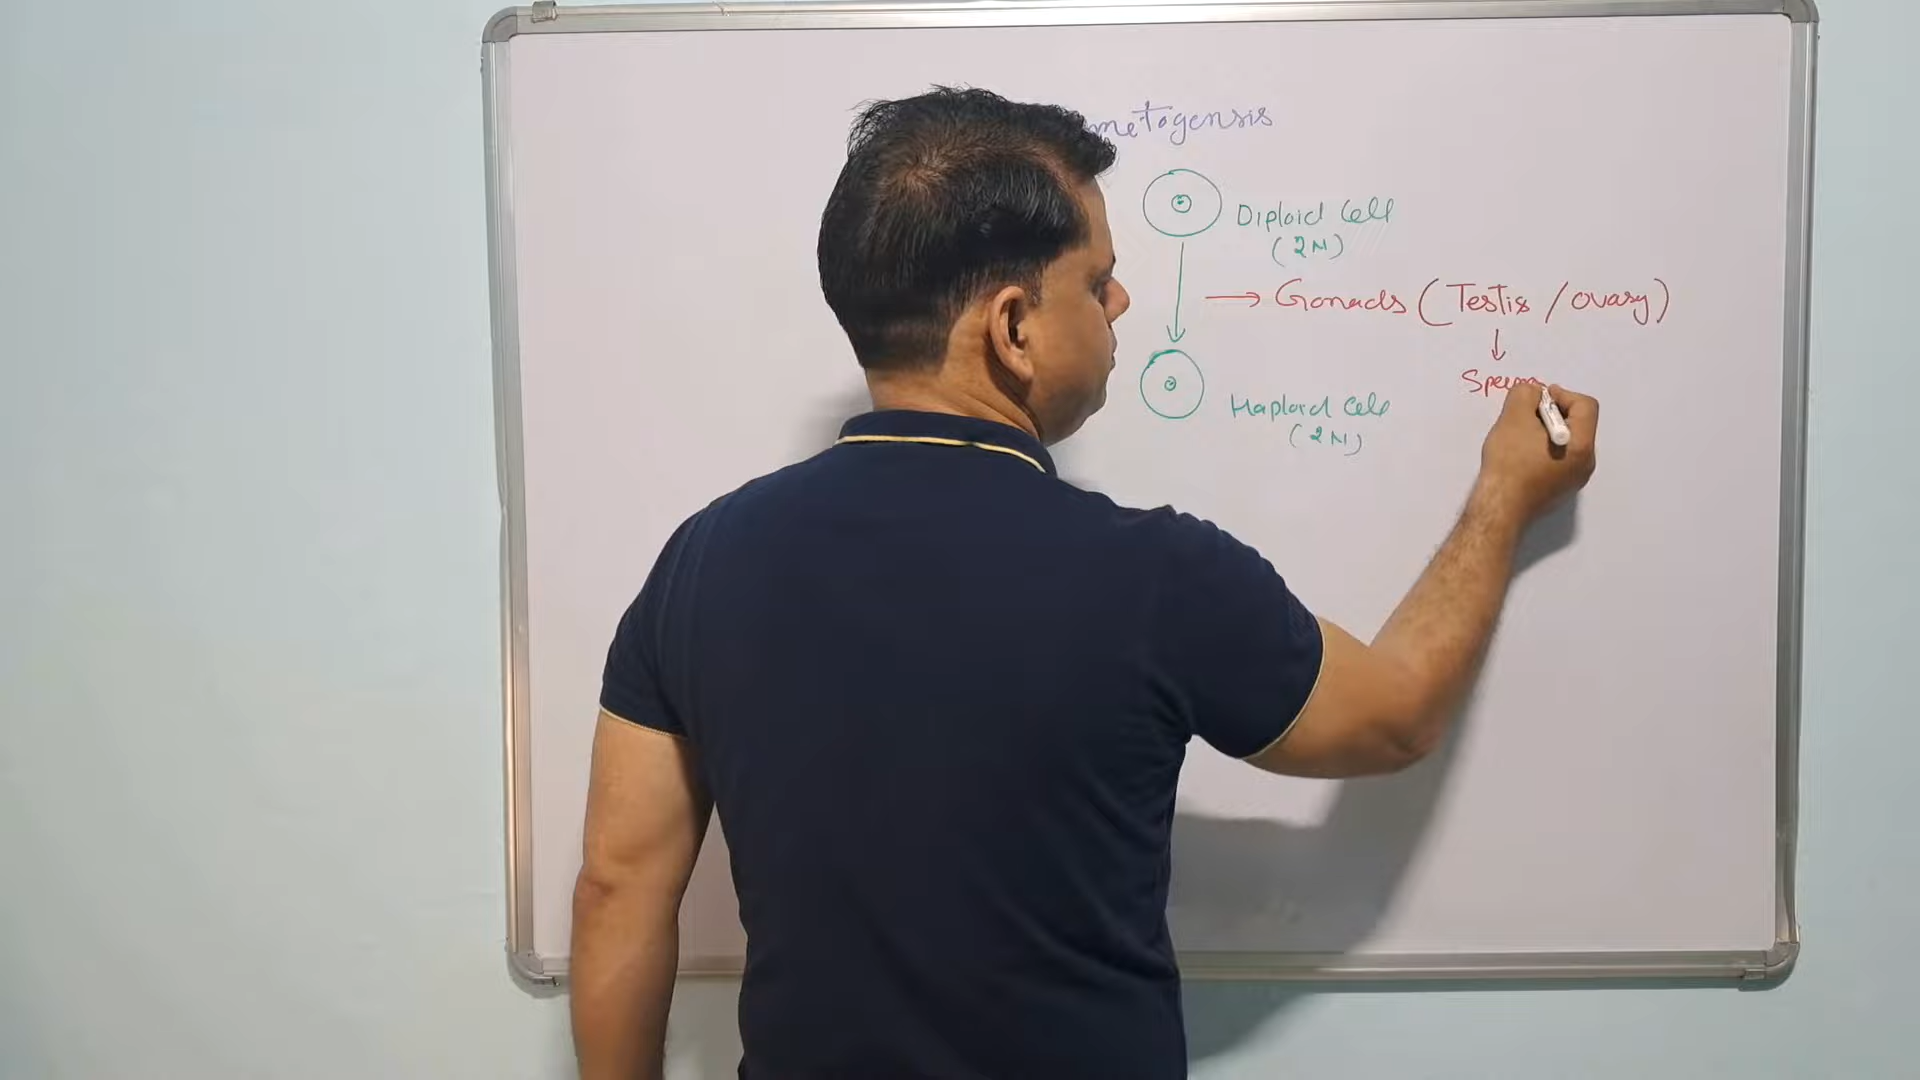 metogensis
Diploid Cell
(2N)
→ Gonads (Testis / ovary)
↓
Sperm
Haploid Cell
(2N)